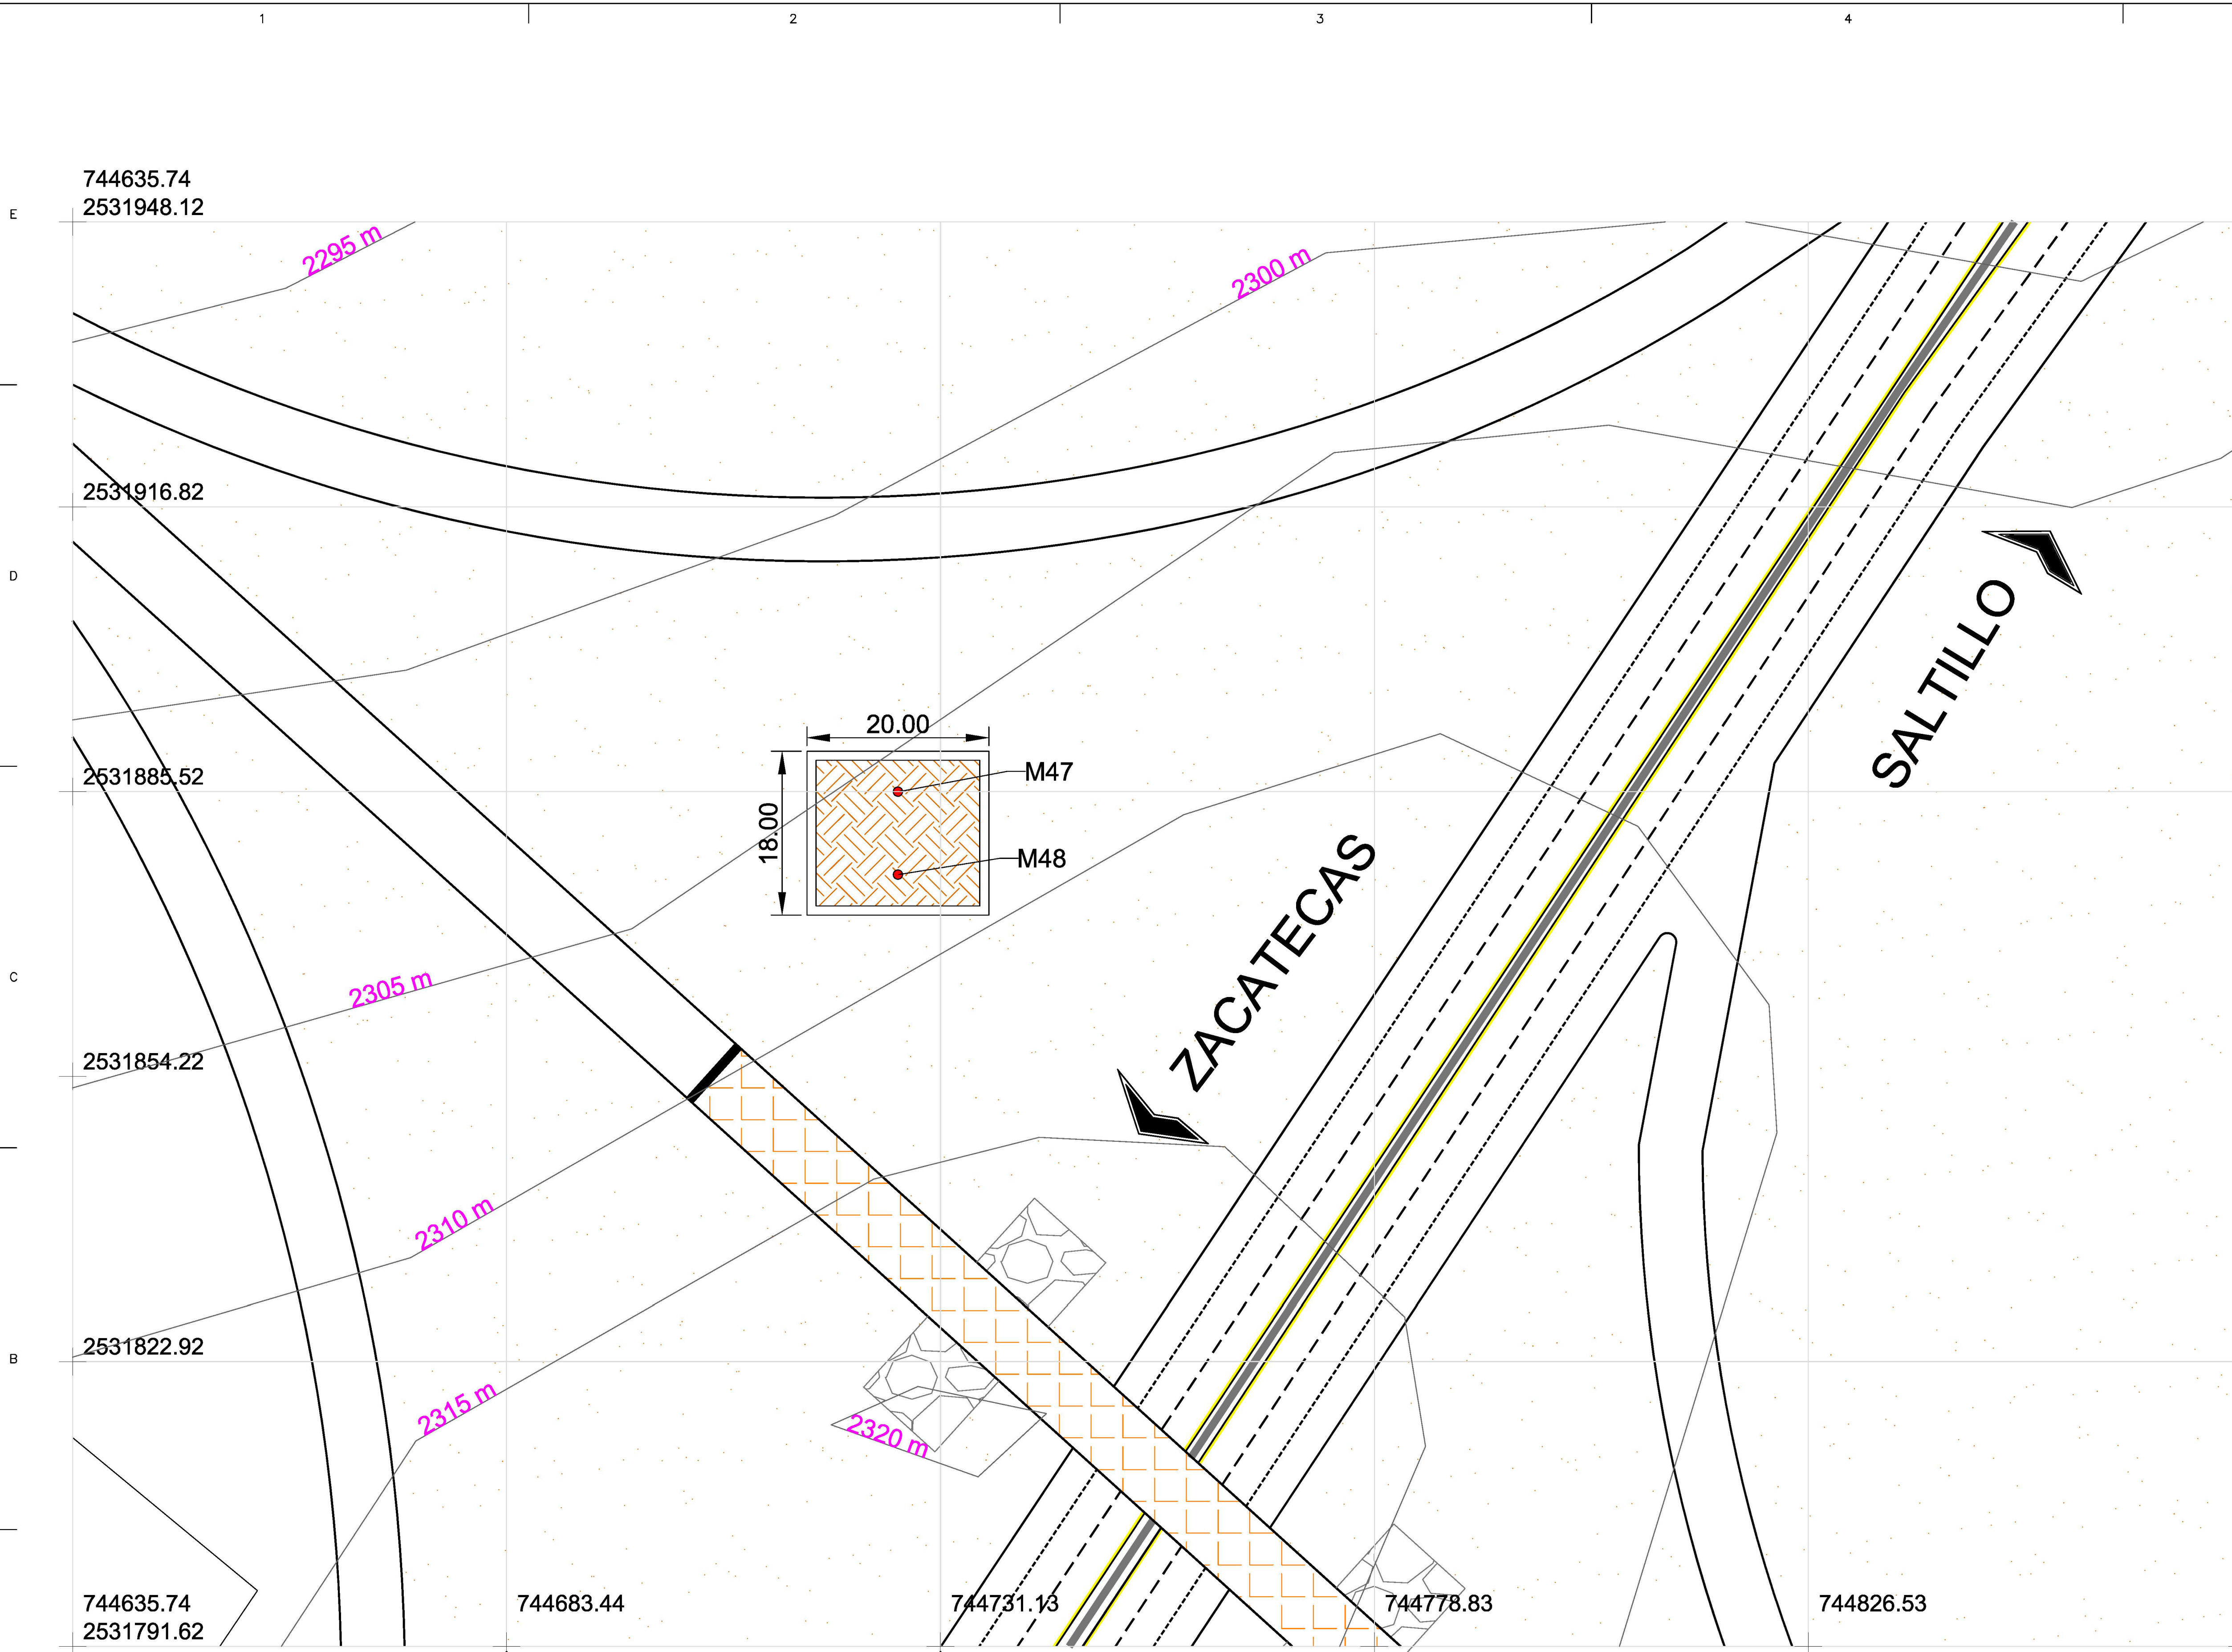 1
2
3
4
744635.74
E
2531948.12
2295 m
2300 m
2531916.82
D
SALTILLO
20.00
M47
2531885.52
18.00
M48
ZACATECAS
C
2305 m
2531854.22
2310 m
2531822.92
B
2315 m
2320 m
744635.74
744683.44
744731.13
744778.83
744826.53
2531791.62